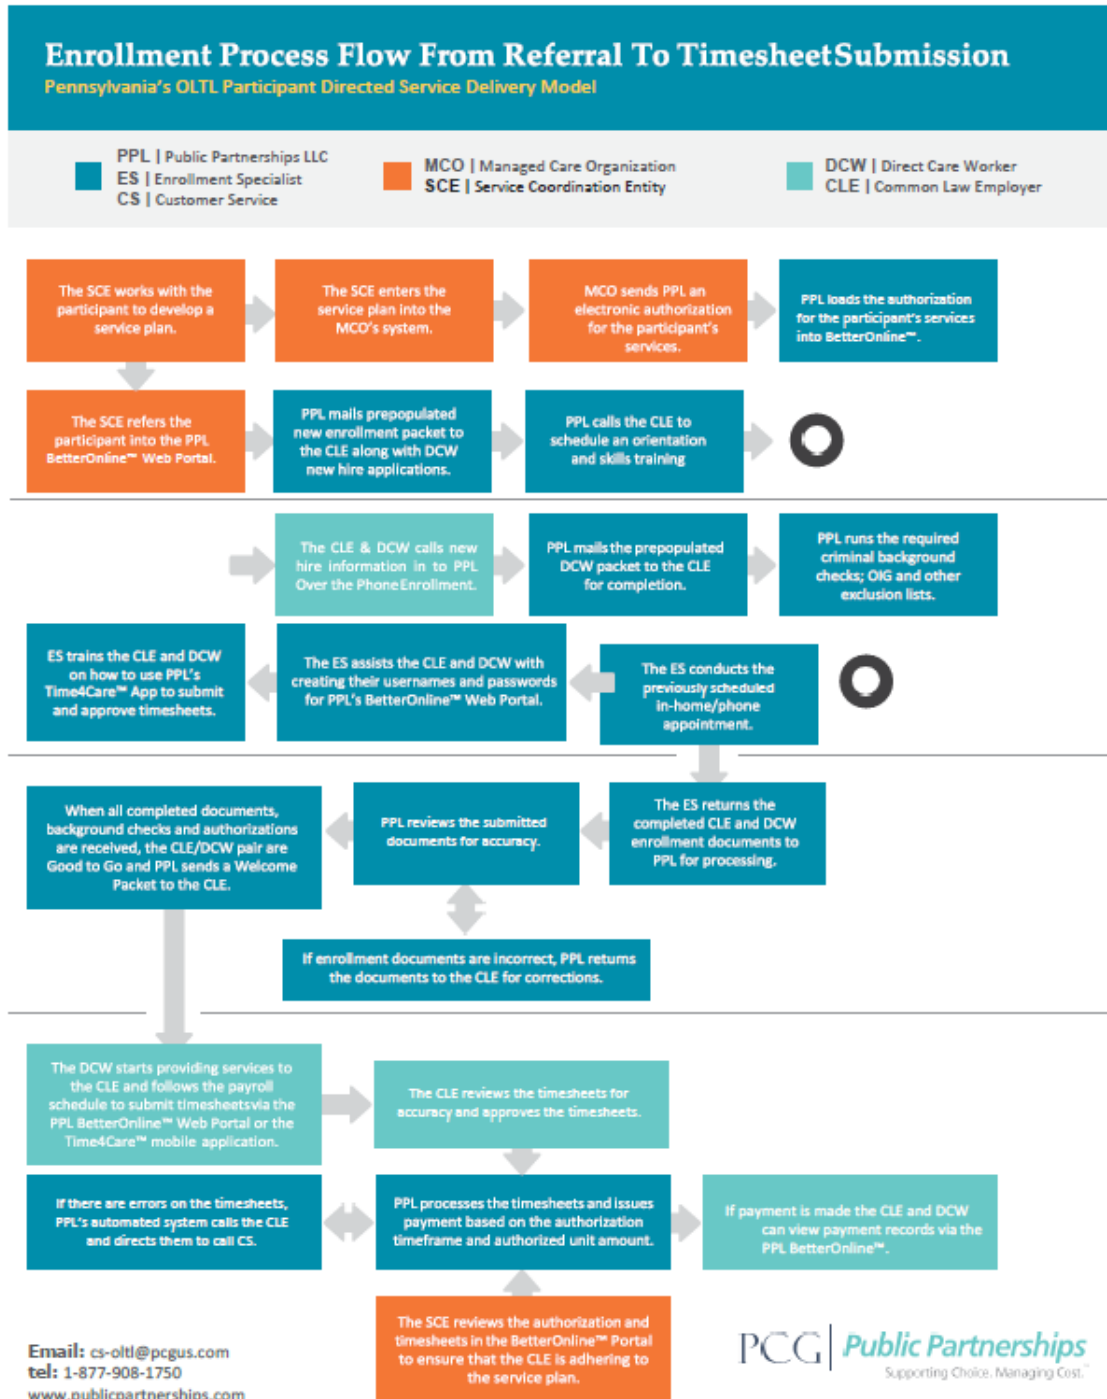 Enrollment Process Flow From Referral To TimesheetSubmission
Pennsylvania's OLTL Participant Directed Service Delivery Model
PPL | Public Partnerships LLC
ES | Enrollment Specialist
CS | Customer Service
MCO | Managed Care Organization
SCE | Service Coordination Entity
DCW | Direct Care Worker
CLE | Common Law Employer
The SCE works with the
participant to develop a
service plan.
The SCE enters the
service plan into the
MCO's system.
MCO sends PPL an
electronic authorization
for the participant's
services.
PPL loads the authorization
for the participant's services
into BetterOnline™.
The SCE refers the
participant into the PPL
BetterOnline™ Web Portal.
PPL mails prepopulated
new enrollment packet to
the CLE along with DCW
new hire applications.
PPL calls the CLE to
schedule an orientation
and skills training
The CLE & DCW calls new
hire information in to PPL
Over the Phone Enrollment.
PPL mails the prepopulated
DCW packet to the CLE
for completion.
PPL runs the required
criminal background
checks; OIG and other
exclusion lists.
ES trains the CLE and DCW
on how to use PPL's
Time4Care™ App to submit
and approve timesheets.
The ES assists the CLE and DCW with
creating their usernames and passwords
for PPL's BetterOnline™ Web Portal.
The ES conducts the
previously scheduled
in-home/phone
appointment.
When all completed documents,
background checks and authorizations
are received, the CLE/DCW pair are
Good to Go and PPL sends a Welcome
Packet to the CLE.
PPL reviews the submitted
documents for accuracy.
The ES returns the
completed CLE and DCW
enrollment documents to
PPL for processing.
If enrollment documents are incorrect, PPL returns
the documents to the CLE for corrections.
The DCW starts providing services to
the CLE and follows the payroll
schedule to submit timesheets via the
PPL BetterOnline™ Web Portal or the
Time4Care™ mobile application.
The CLE reviews the timesheets for
accuracy and approves the timesheets.
If there are errors on the timesheets,
PPL's automated system calls the CLE
and directs them to call CS.
PPL processes the timesheets and issues
payment based on the authorization
timeframe and authorized unit amount.
If payment is made the CLE and DCW
can view payment records via the
PPL BetterOnline™.
The SCE reviews the authorization and
timesheets in the BetterOnline™ Portal
to ensure that the CLE is adhering to
the service plan.
Email: cs-oltl@pcgus.com
tel: 1-877-908-1750
www.publicpartnerships.com
PCG | Public Partnerships
Supporting Choice. Managing Cost.™